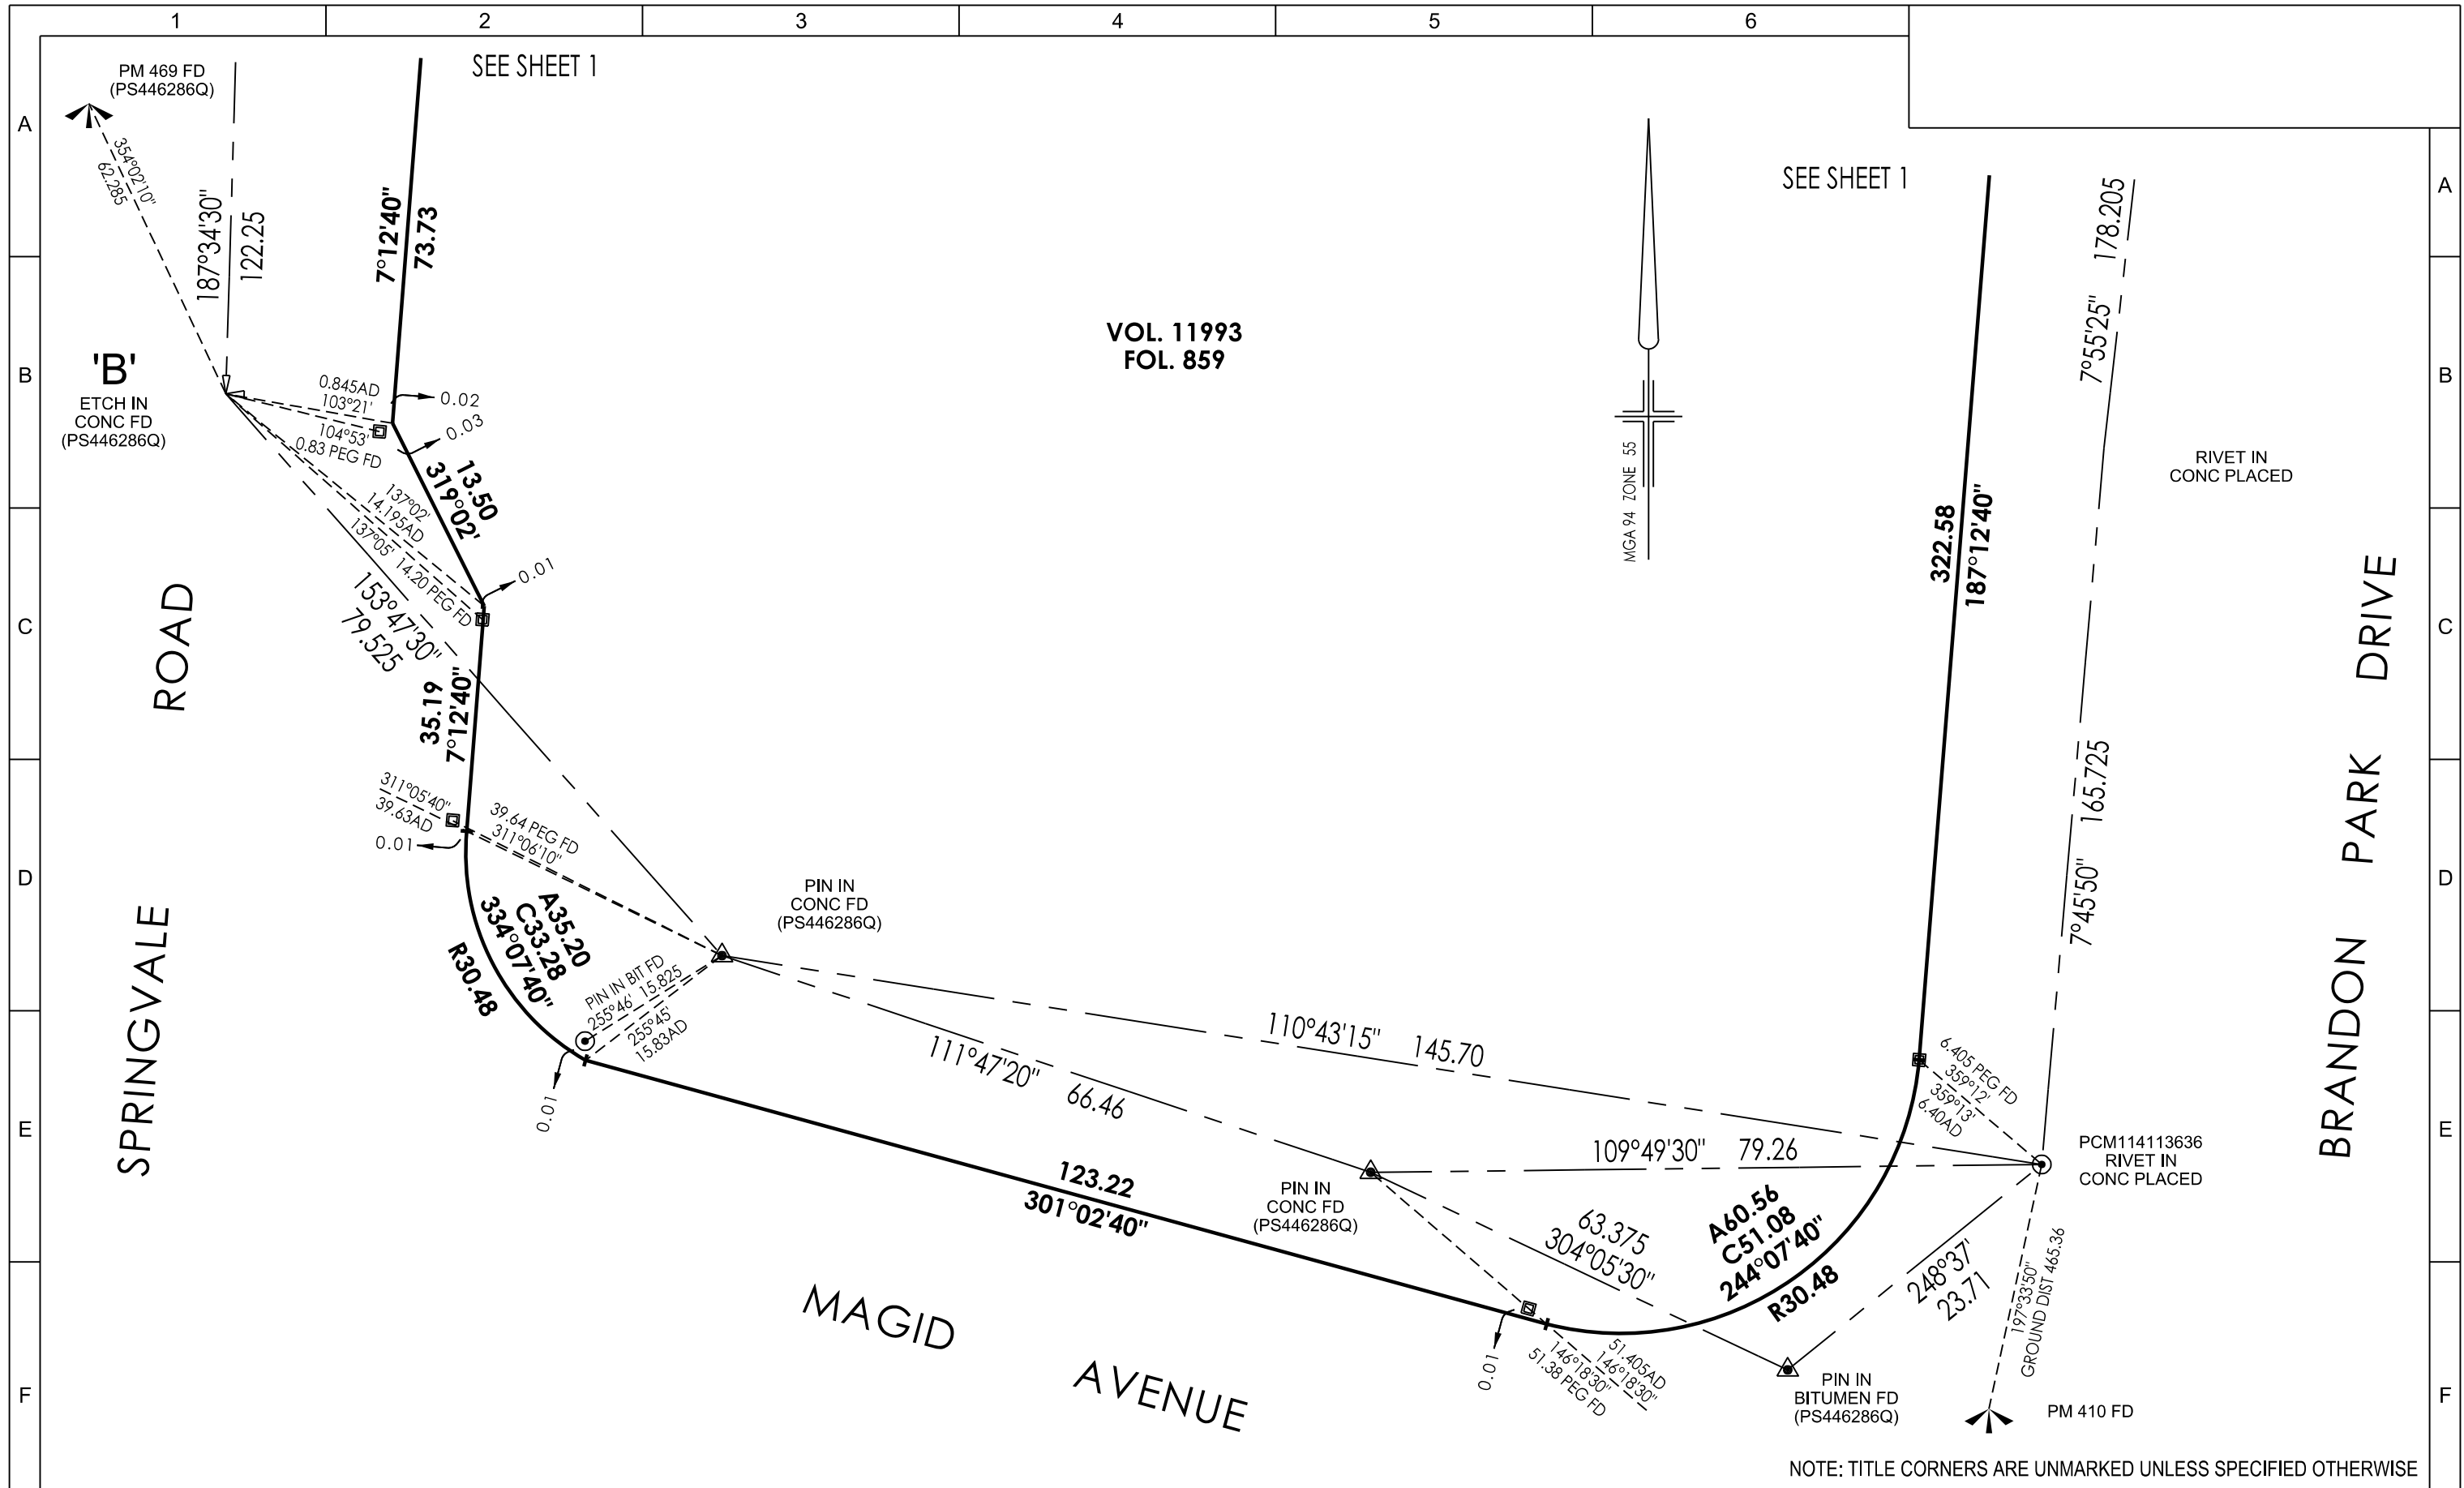 1
2
3
4
5
6
A
A
B
B
C
C
D
D
E
E
F
F
SEE SHEET 1
SEE SHEET 1
PM 469 FD
(PS446286Q)
354°02'10"
62.285
187°34'30"
122.25
7°12'40"
73.73
'B'
ETCH IN
CONC FD
(PS446286Q)
0.845AD
103°21'
104°53'
0.83 PEG FD
0.02
0.03
13.50
319°02'
137°02'
14.195AD
137°05' 14.20 PEG FD
0.01
153°47'30"
79.525
35.19
7°12'40"
311°05'40"
39.63AD
39.64 PEG FD
311°06'10"
0.01
A35.20
C33.28
334°07'40"
R30.48
PIN IN BIT FD
255°46' 15.825
255°45'
15.83AD
0.01
PIN IN
CONC FD
(PS446286Q)
VOL. 11993
FOL. 859
MGA 94 ZONE 55
7°55'25" 178.205
RIVET IN
CONC PLACED
322.58
187°12'40"
7°45'50" 165.725
110°43'15" 145.70
111°47'20" 66.46
109°49'30" 79.26
6.405 PEG FD
359°12'
359°13'
6.40AD
PCM114113636
RIVET IN
CONC PLACED
PIN IN
CONC FD
(PS446286Q)
123.22
301°02'40"
63.375
304°05'30"
A60.56
C51.08
244°07'40"
R30.48
248°37'
23.71
197°33'50"
GROUND DIST 465.36
51.405AD
146°18'30"
146°18'30"
51.38 PEG FD
0.01
PIN IN
BITUMEN FD
(PS446286Q)
PM 410 FD
SPRINGVALE ROAD
MAGID AVENUE
BRANDON PARK DRIVE
NOTE: TITLE CORNERS ARE UNMARKED UNLESS SPECIFIED OTHERWISE